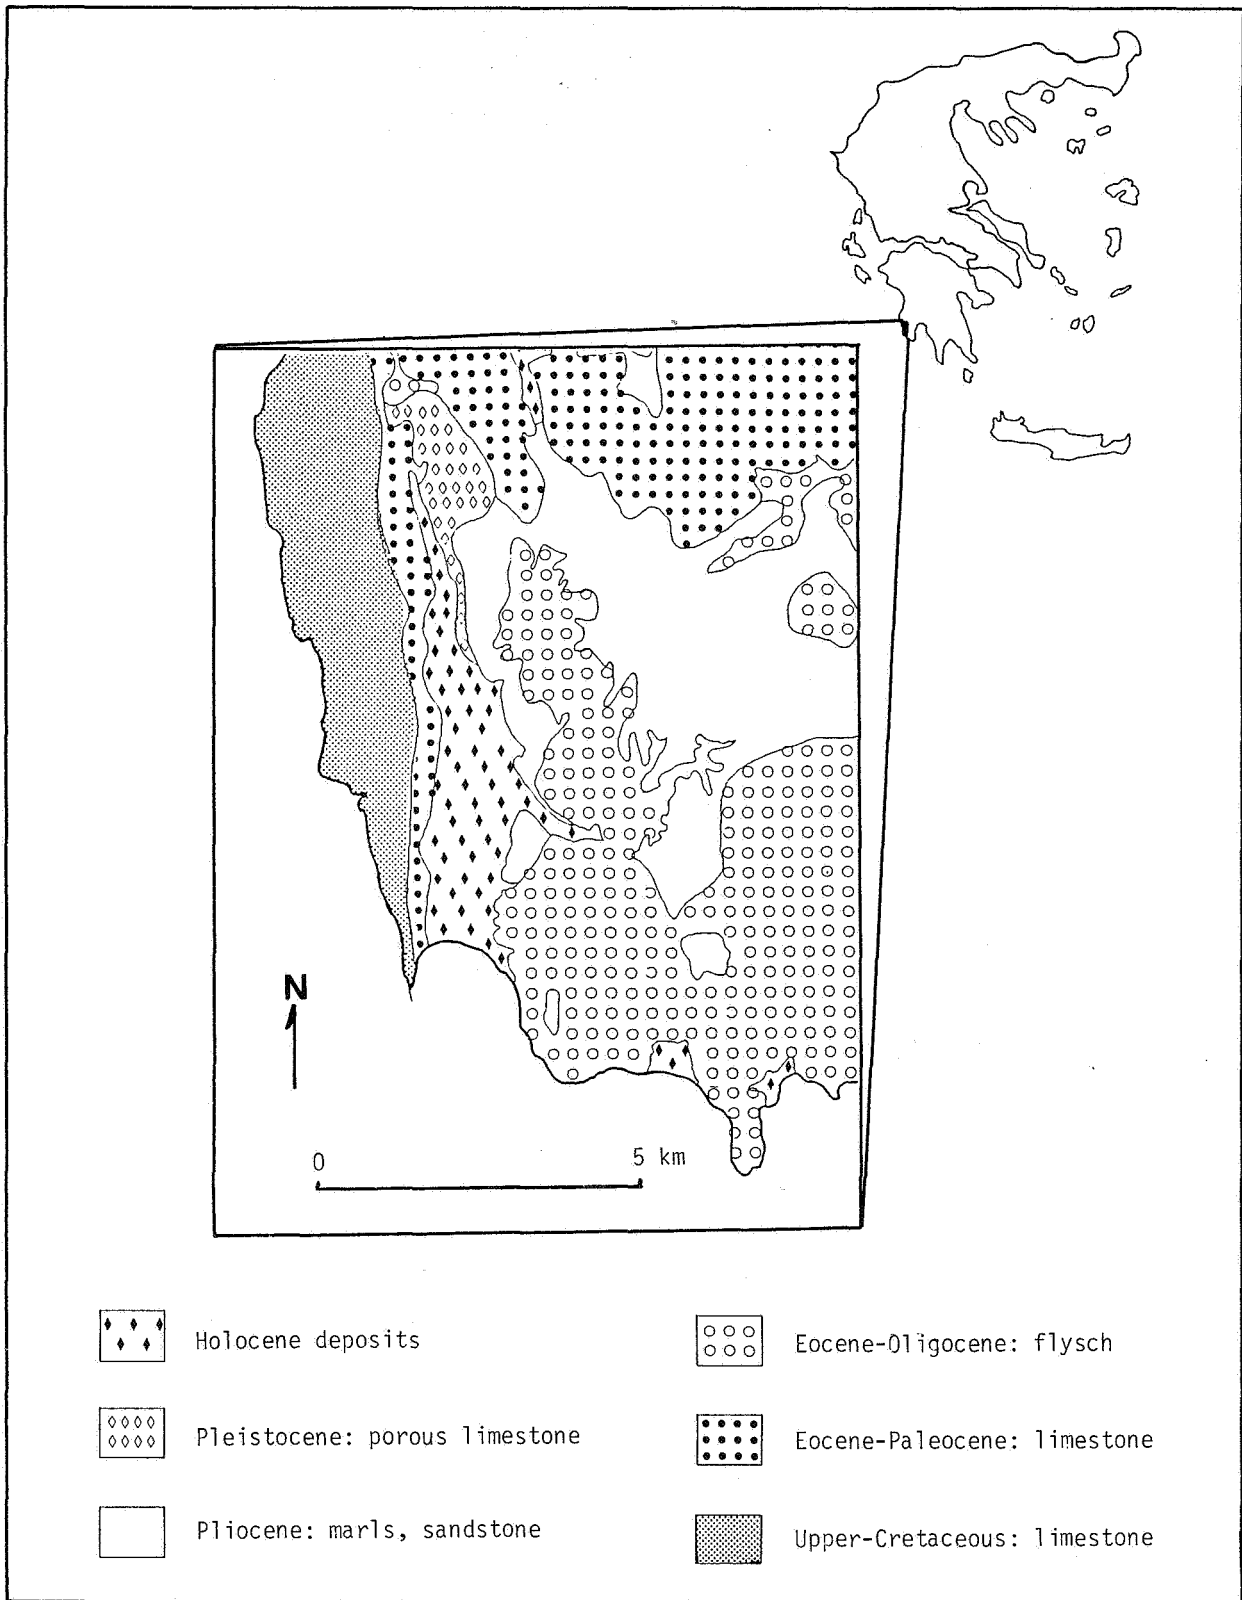 N
0
5 km
Holocene deposits
Pleistocene: porous limestone
Pliocene: marls, sandstone
Eocene-Oligocene: flysch
Eocene-Paleocene: limestone
Upper-Cretaceous: limestone